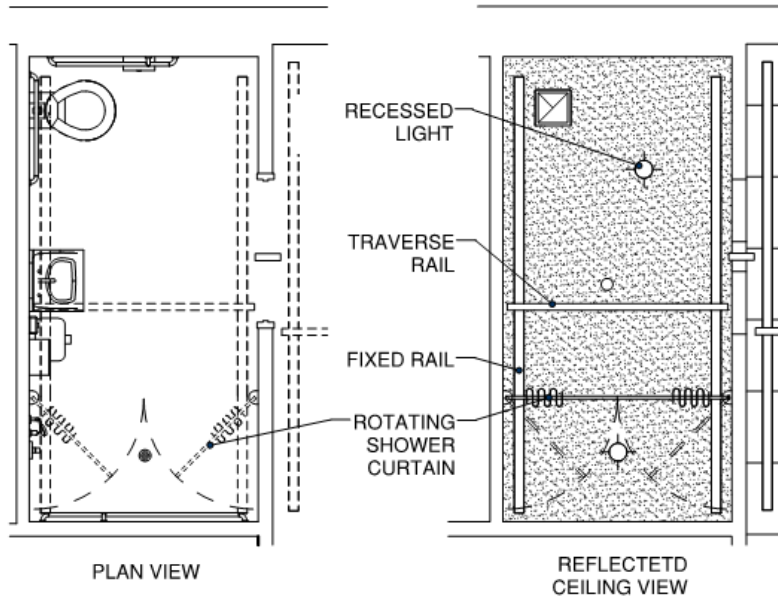 RECESSED
LIGHT
TRAVERSE
RAIL
FIXED RAIL
ROTATING
SHOWER
CURTAIN
PLAN VIEW
REFLECTETD
CEILING VIEW